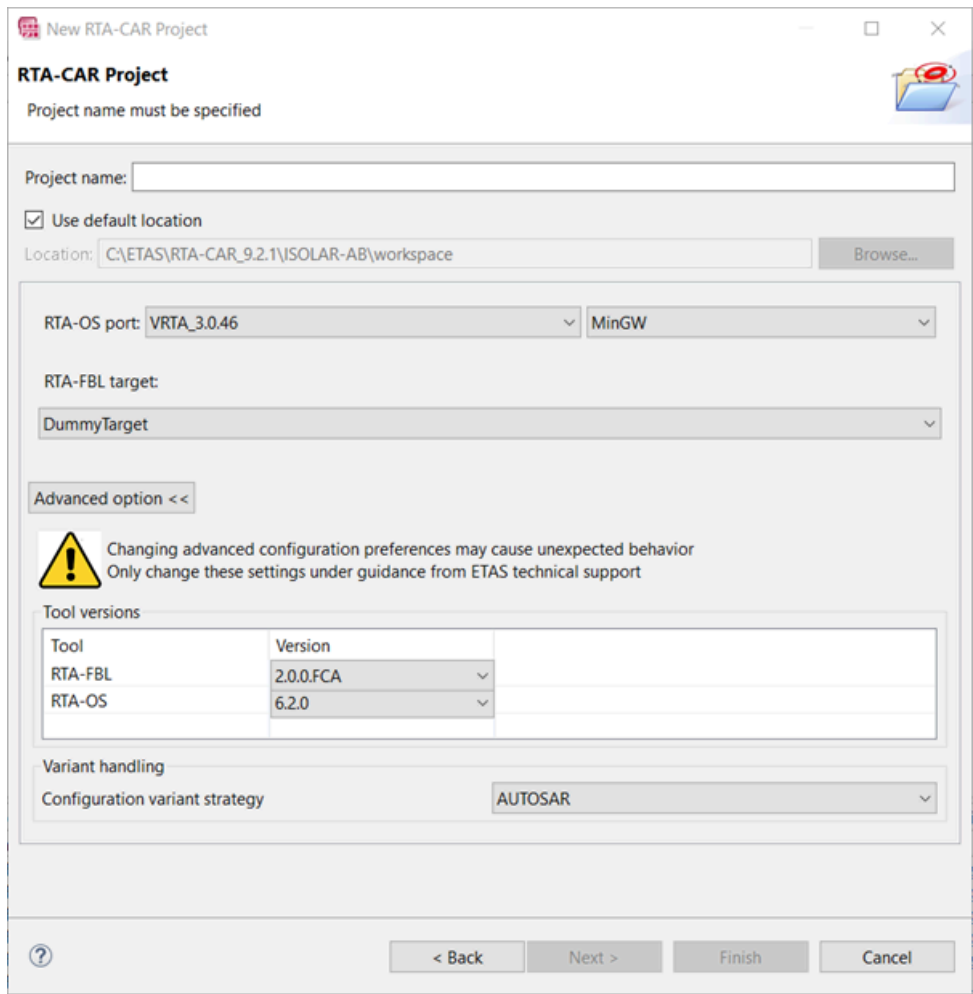 New RTA-CAR Project
RTA-CAR Project
Project name must be specified
Project name:
Use default location
Location: C:\ETAS\RTA-CAR_9.2.1\ISOLAR-AB\workspace Browse...
RTA-OS port: VRTA_3.0.46 MinGW
RTA-FBL target:
DummyTarget
Advanced option <<
Changing advanced configuration preferences may cause unexpected behavior
Only change these settings under guidance from ETAS technical support
Tool versions
Tool Version
RTA-FBL 2.0.0.FCA
RTA-OS 6.2.0
Variant handling
Configuration variant strategy AUTOSAR
< Back Next > Finish Cancel